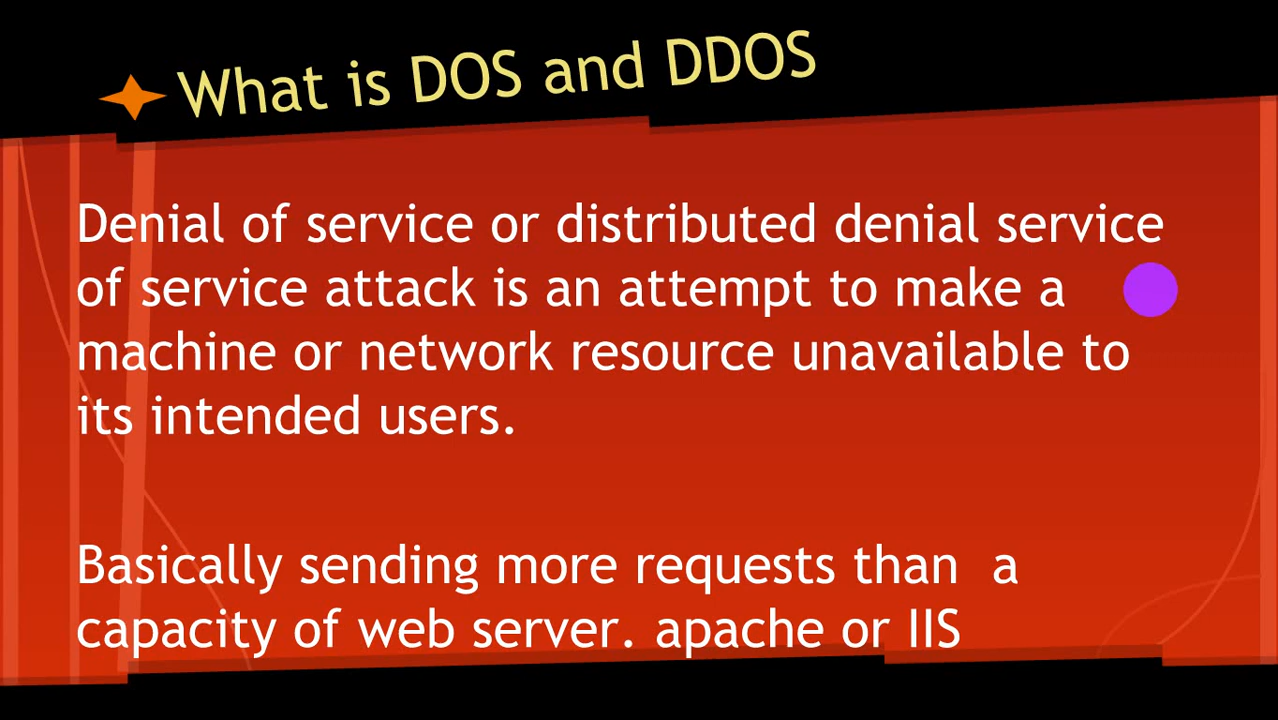 What is DOS and DDOS
Denial of service or distributed denial service
of service attack is an attempt to make a
machine or network resource unavailable to
its intended users.
Basically sending more requests than a
capacity of web server. apache or IIS